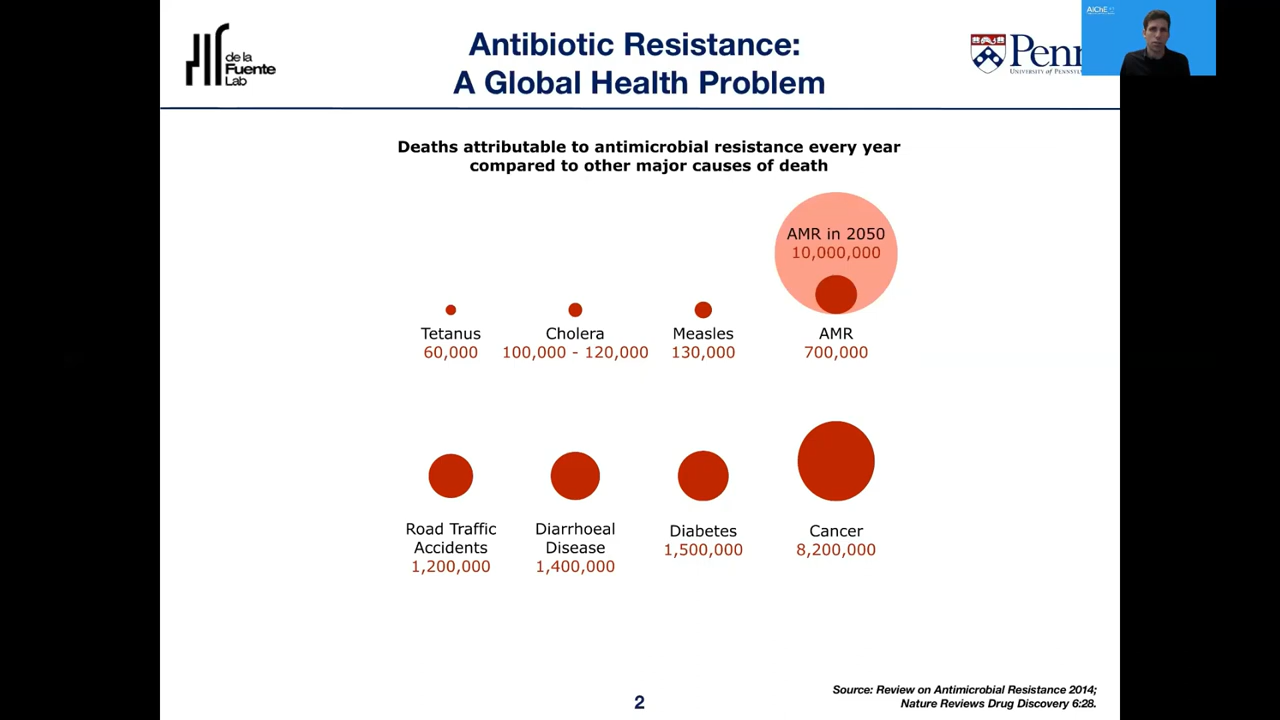 de la
Fuente
Lab
Antibiotic Resistance:
A Global Health Problem
Penn
UNIVERSITY of PENNSYLV
AIChE
Deaths attributable to antimicrobial resistance every year
compared to other major causes of death
AMR in 2050
10,000,000
Tetanus
60,000
Cholera
100,000 - 120,000
Measles
130,000
AMR
700,000
Road Traffic
Accidents
1,200,000
Diarrhoeal
Disease
1,400,000
Diabetes
1,500,000
Cancer
8,200,000
Source: Review on Antimicrobial Resistance 2014;
Nature Reviews Drug Discovery 6:28.
2